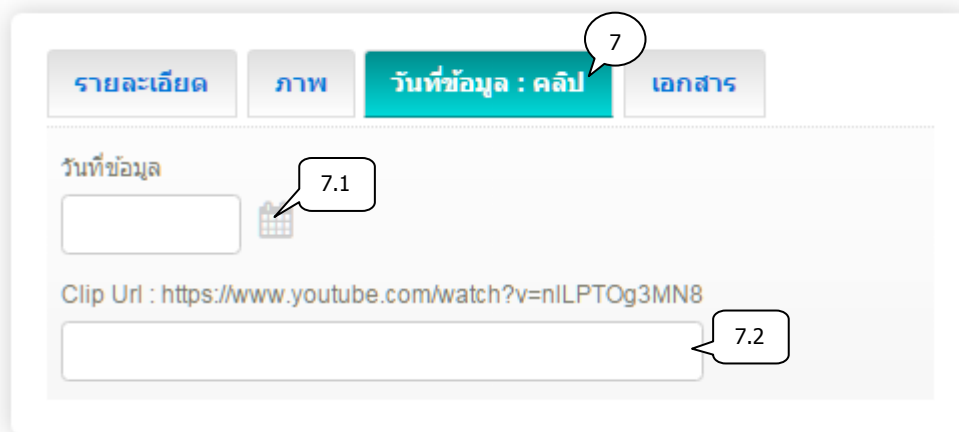 7
รายละเอียด ภาพ วันที่ข้อมูล : คลิป เอกสาร
วันที่ข้อมูล
7.1
Clip Url : https://www.youtube.com/watch?v=nlLPTOg3MN8
7.2